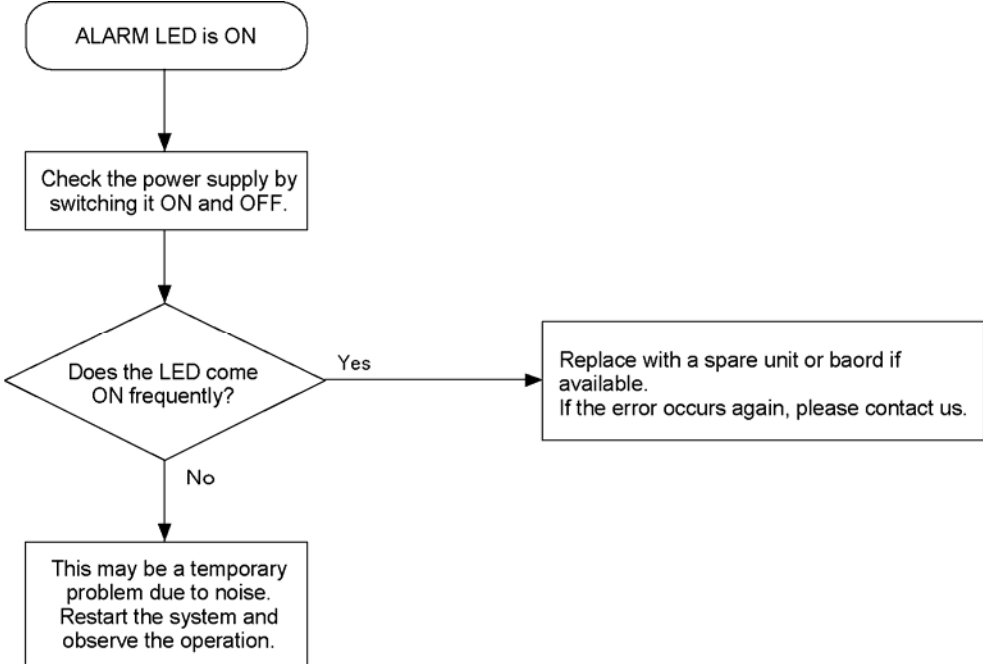 ALARM LED is ON
Check the power supply by
switching it ON and OFF.
Does the LED come
ON frequently?
Yes
Replace with a spare unit or baord if
available.
If the error occurs again, please contact us.
No
This may be a temporary
problem due to noise.
Restart the system and
observe the operation.